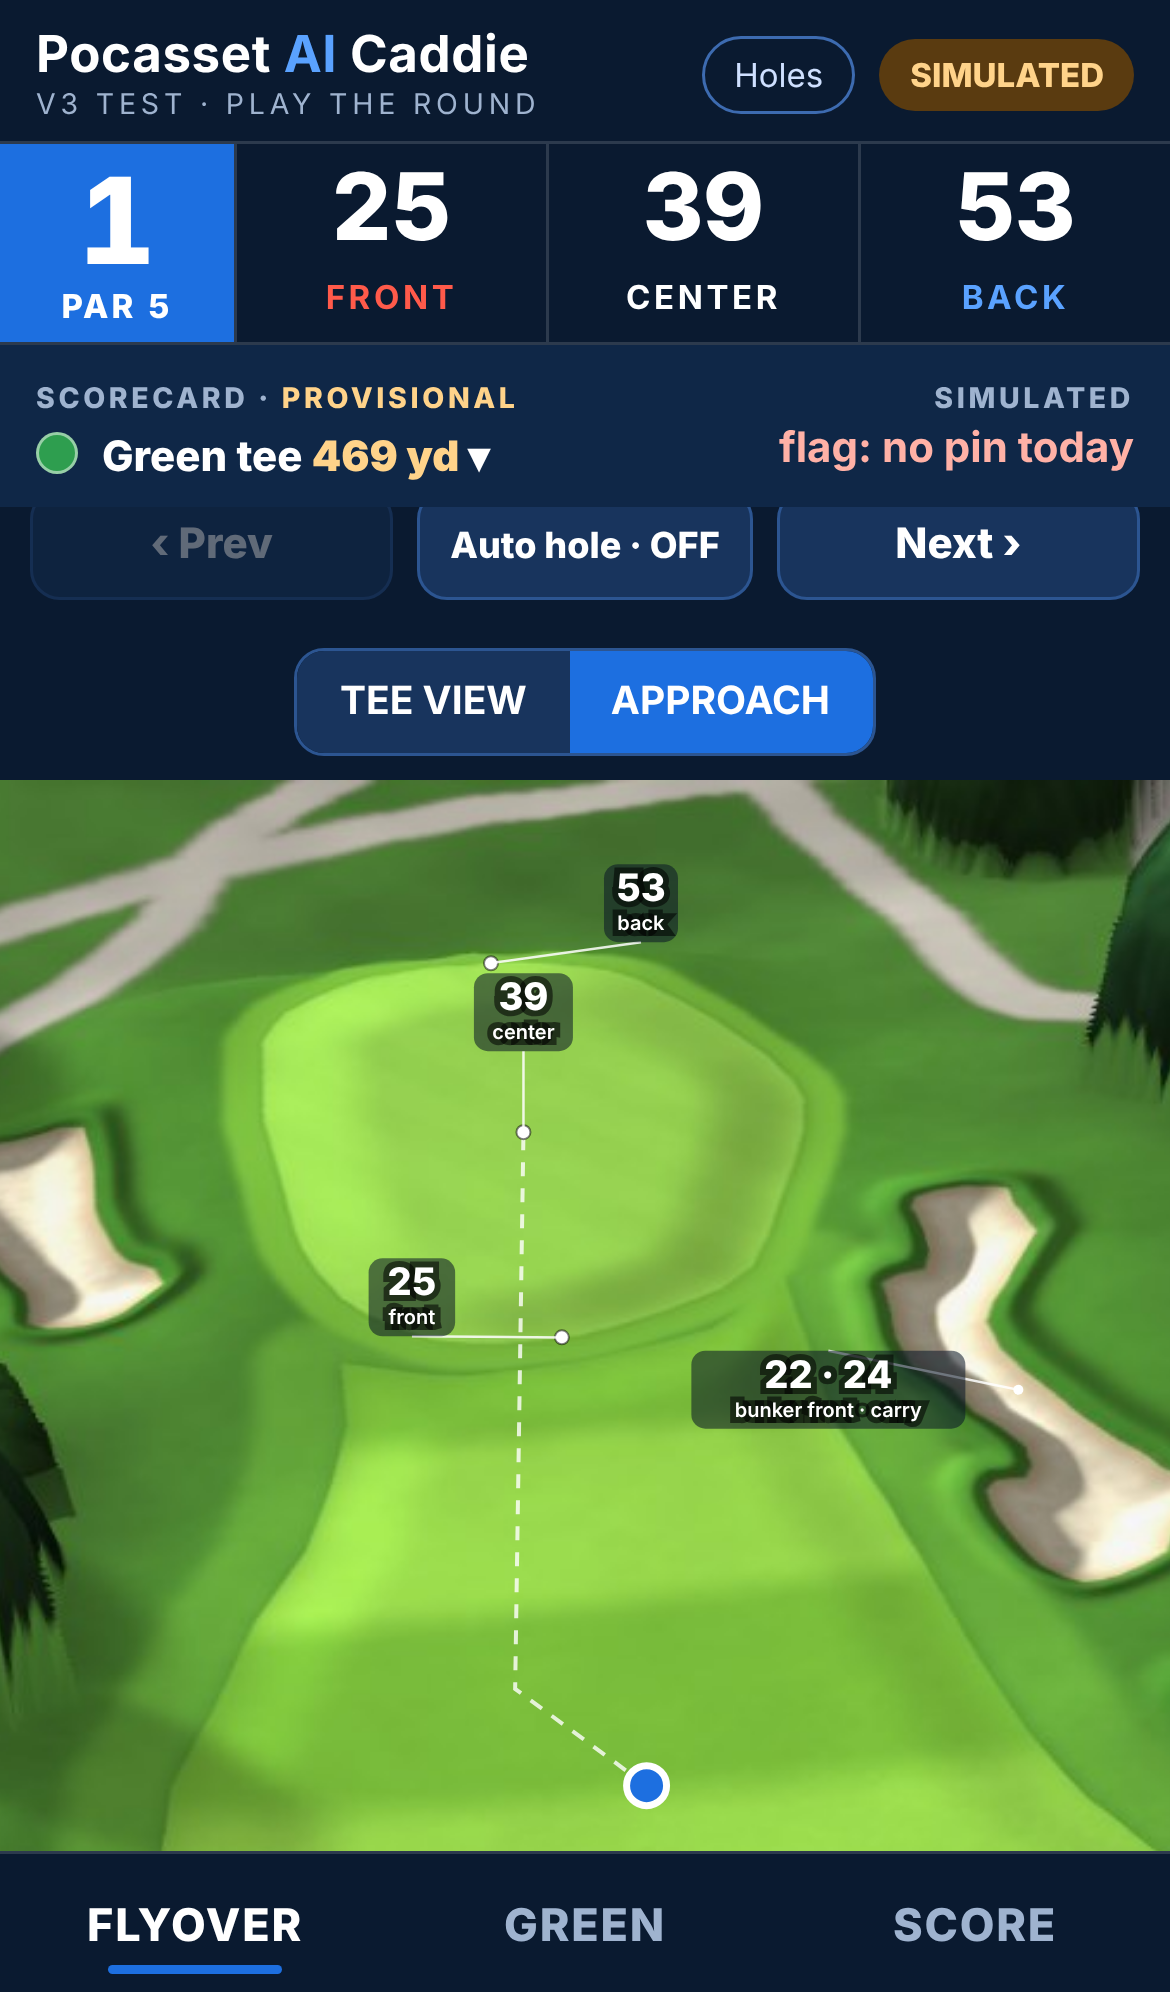 Pocasset AI Caddie
V3 TEST · PLAY THE ROUND
Holes
SIMULATED
1
PAR 5
25
FRONT
39
CENTER
53
BACK
SCORECARD · PROVISIONAL
Green tee 469 yd ▾
SIMULATED
flag: no pin today
‹ Prev
Auto hole · OFF
Next ›
TEE VIEW
APPROACH
53
back
39
center
25
front
22 · 24
bunker front · carry
FLYOVER
GREEN
SCORE